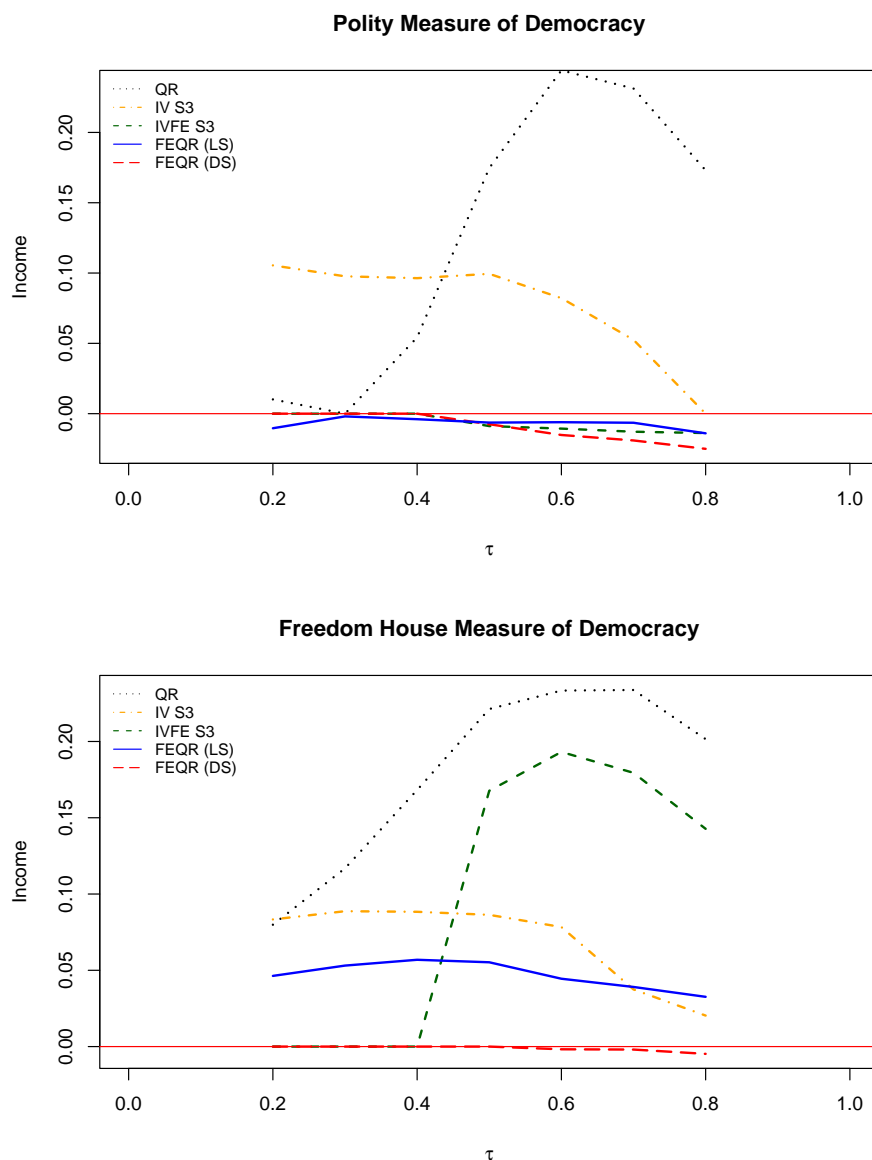 Polity Measure of Democracy
QR
IV S3
IVFE S3
FEQR (LS)
FEQR (DS)
Income
0.20
0.15
0.10
0.05
0.00
0.0 0.2 0.4 0.6 0.8 1.0
τ
Freedom House Measure of Democracy
QR
IV S3
IVFE S3
FEQR (LS)
FEQR (DS)
Income
0.20
0.15
0.10
0.05
0.00
0.0 0.2 0.4 0.6 0.8 1.0
τ